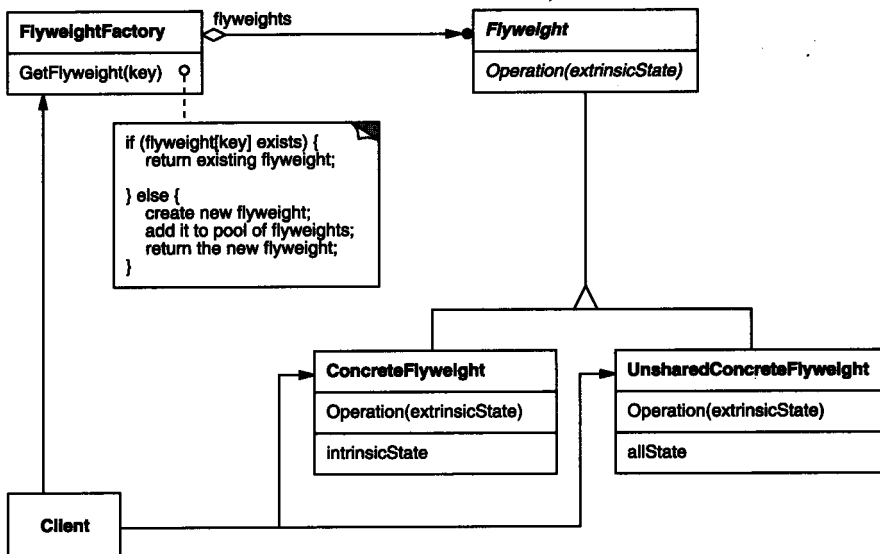 FlyweightFactory
GetFlyweight(key)
flyweights
Flyweight
Operation(extrinsicState)
if (flyweight[key] exists) {
return existing flyweight;
} else {
create new flyweight;
add it to pool of flyweights;
return the new flyweight;
}
ConcreteFlyweight
Operation(extrinsicState)
intrinsicState
UnsharedConcreteFlyweight
Operation(extrinsicState)
allState
Client